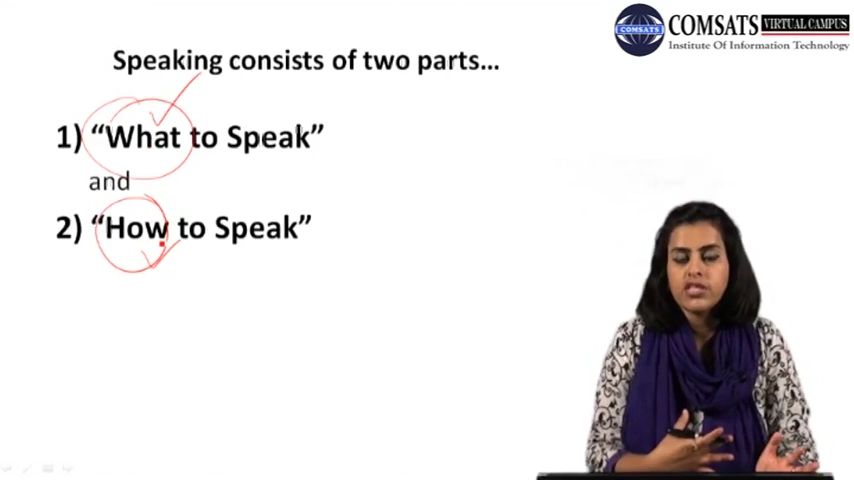 COMSATS VIRTUAL CAMPUS
COMSATS
Institute Of Information Technology
Speaking consists of two parts...
1) “What to Speak”
and
2) “How to Speak”